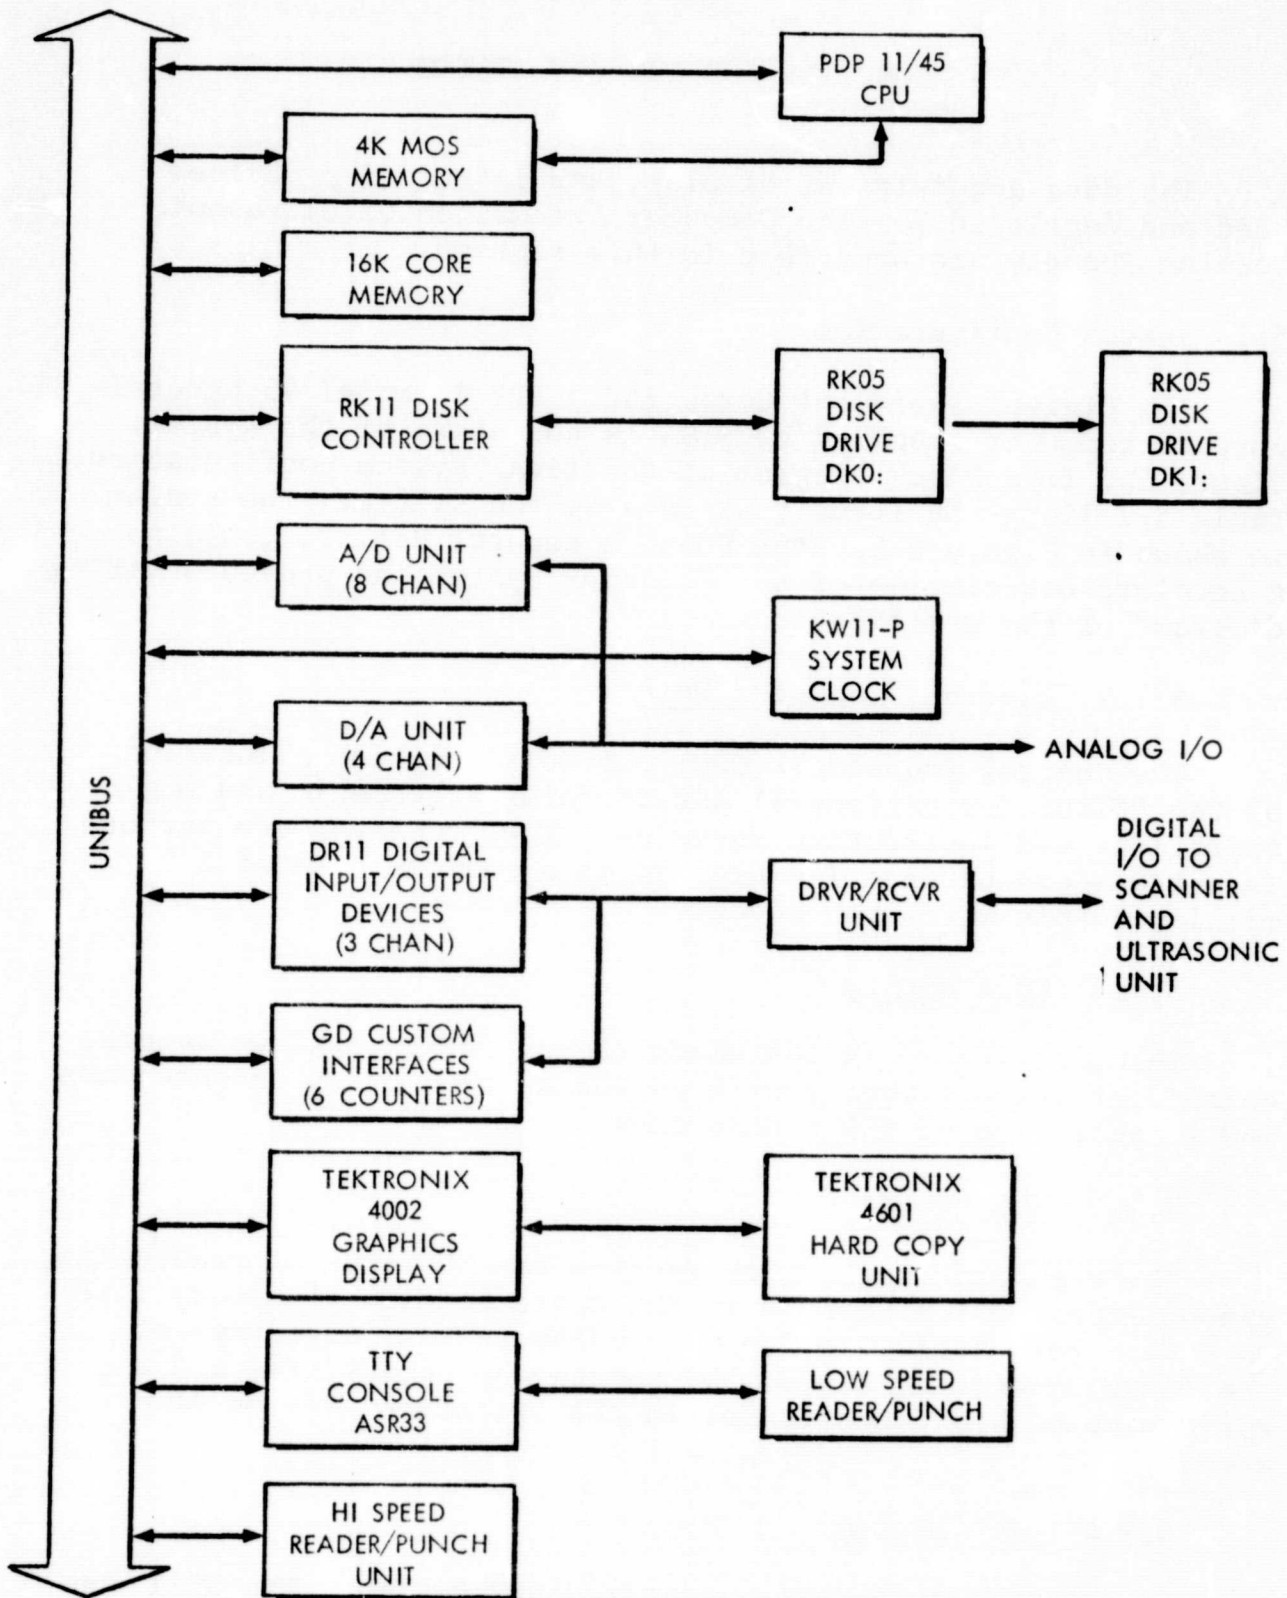 PDP 11/45
CPU
4K MOS
MEMORY
16K CORE
MEMORY
RK11 DISK
CONTROLLER
RK05
DISK
DRIVE
DK0:
RK05
DISK
DRIVE
DK1:
A/D UNIT
(8 CHAN)
KW11-P
SYSTEM
CLOCK
D/A UNIT
(4 CHAN)
ANALOG I/O
UNIBUS
DR11 DIGITAL
INPUT/OUTPUT
DEVICES
(3 CHAN)
DRVR/RCVR
UNIT
DIGITAL
I/O TO
SCANNER
AND
ULTRASONIC
UNIT
GD CUSTOM
INTERFACES
(6 COUNTERS)
TEKTRONIX
4002
GRAPHICS
DISPLAY
TEKTRONIX
4601
HARD COPY
UNIT
TTY
CONSOLE
ASR33
LOW SPEED
READER/PUNCH
HI SPEED
READER/PUNCH
UNIT